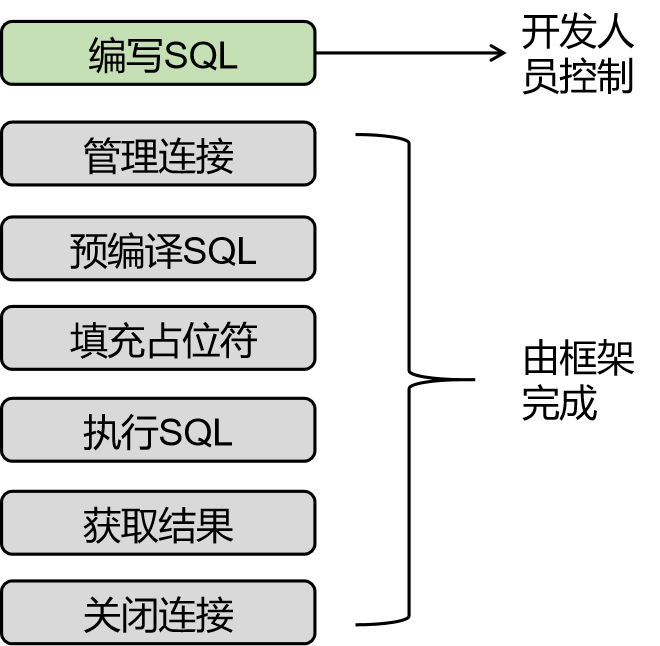 编写SQL
开发人
员控制
管理连接
预编译SQL
填充占位符
执行SQL
获取结果
关闭连接
由框架
完成